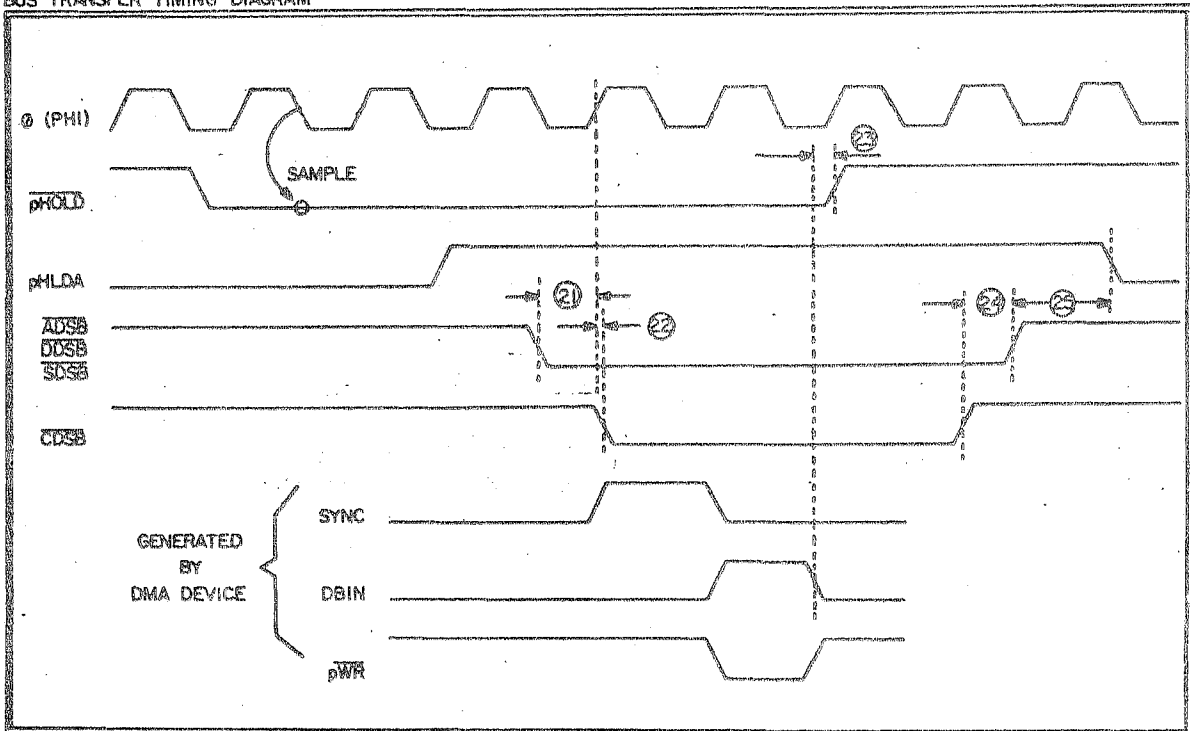 BUS TRANSFER TIMING DIAGRAM
Φ (PHI)
23
SAMPLE
pHOLD
pHLDA
21
24
25
ADSB
22
DDSB
SDSB
CDSB
SYNC
GENERATED
BY
DMA DEVICE
DBIN
pWR